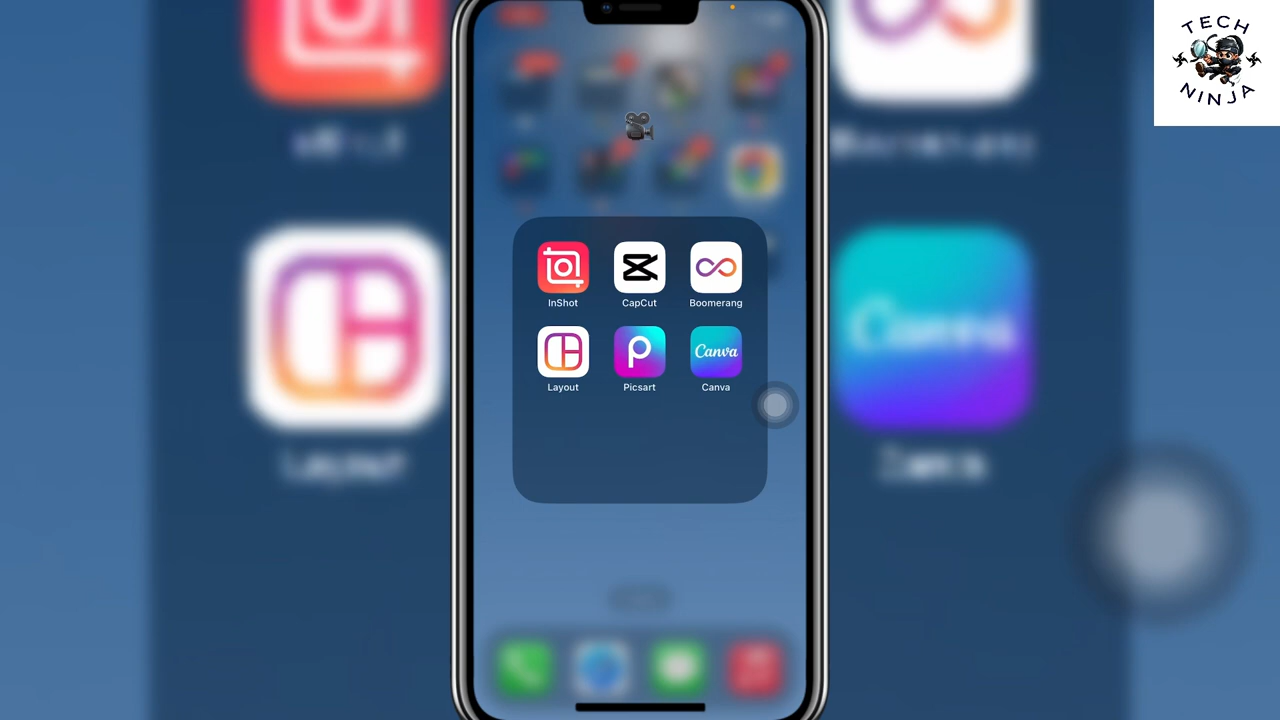 TECH
NINJA
InShot
CapCut
Boomerang
Layout
Picsart
Canva
Canva